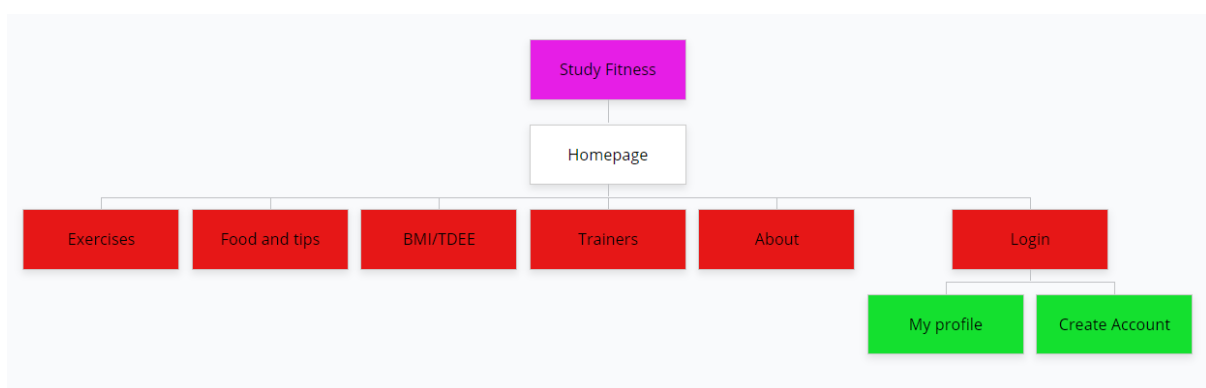 Study Fitness
Homepage
Exercises
Food and tips
BMI/TDEE
Trainers
About
Login
My profile
Create Account